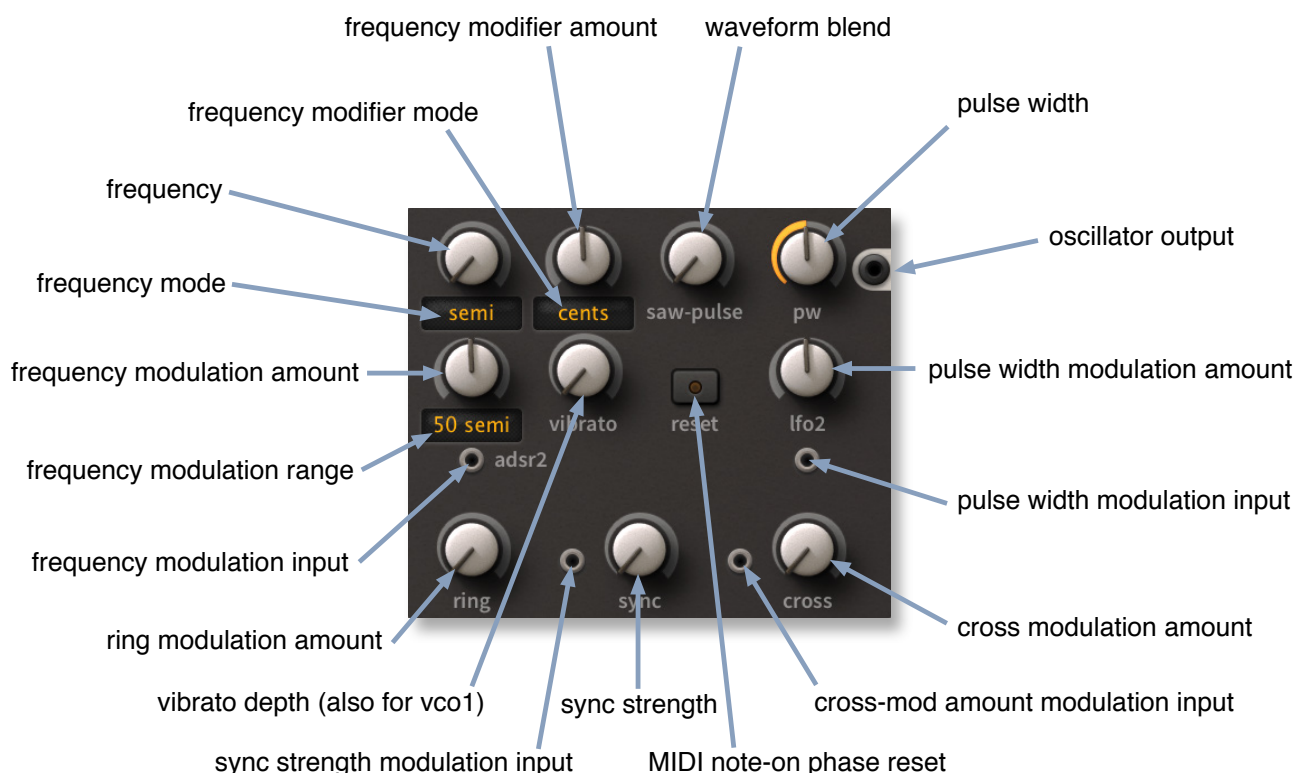 frequency modifier amount
waveform blend
frequency modifier mode
pulse width
frequency
oscillator output
frequency mode
semi
cents
saw-pulse
pw
frequency modulation amount
pulse width modulation amount
vibrato
reset
lfo2
50 semi
adsr2
frequency modulation range
pulse width modulation input
frequency modulation input
ring
sync
cross
ring modulation amount
cross modulation amount
vibrato depth (also for vco1)
sync strength
cross-mod amount modulation input
sync strength modulation input
MIDI note-on phase reset